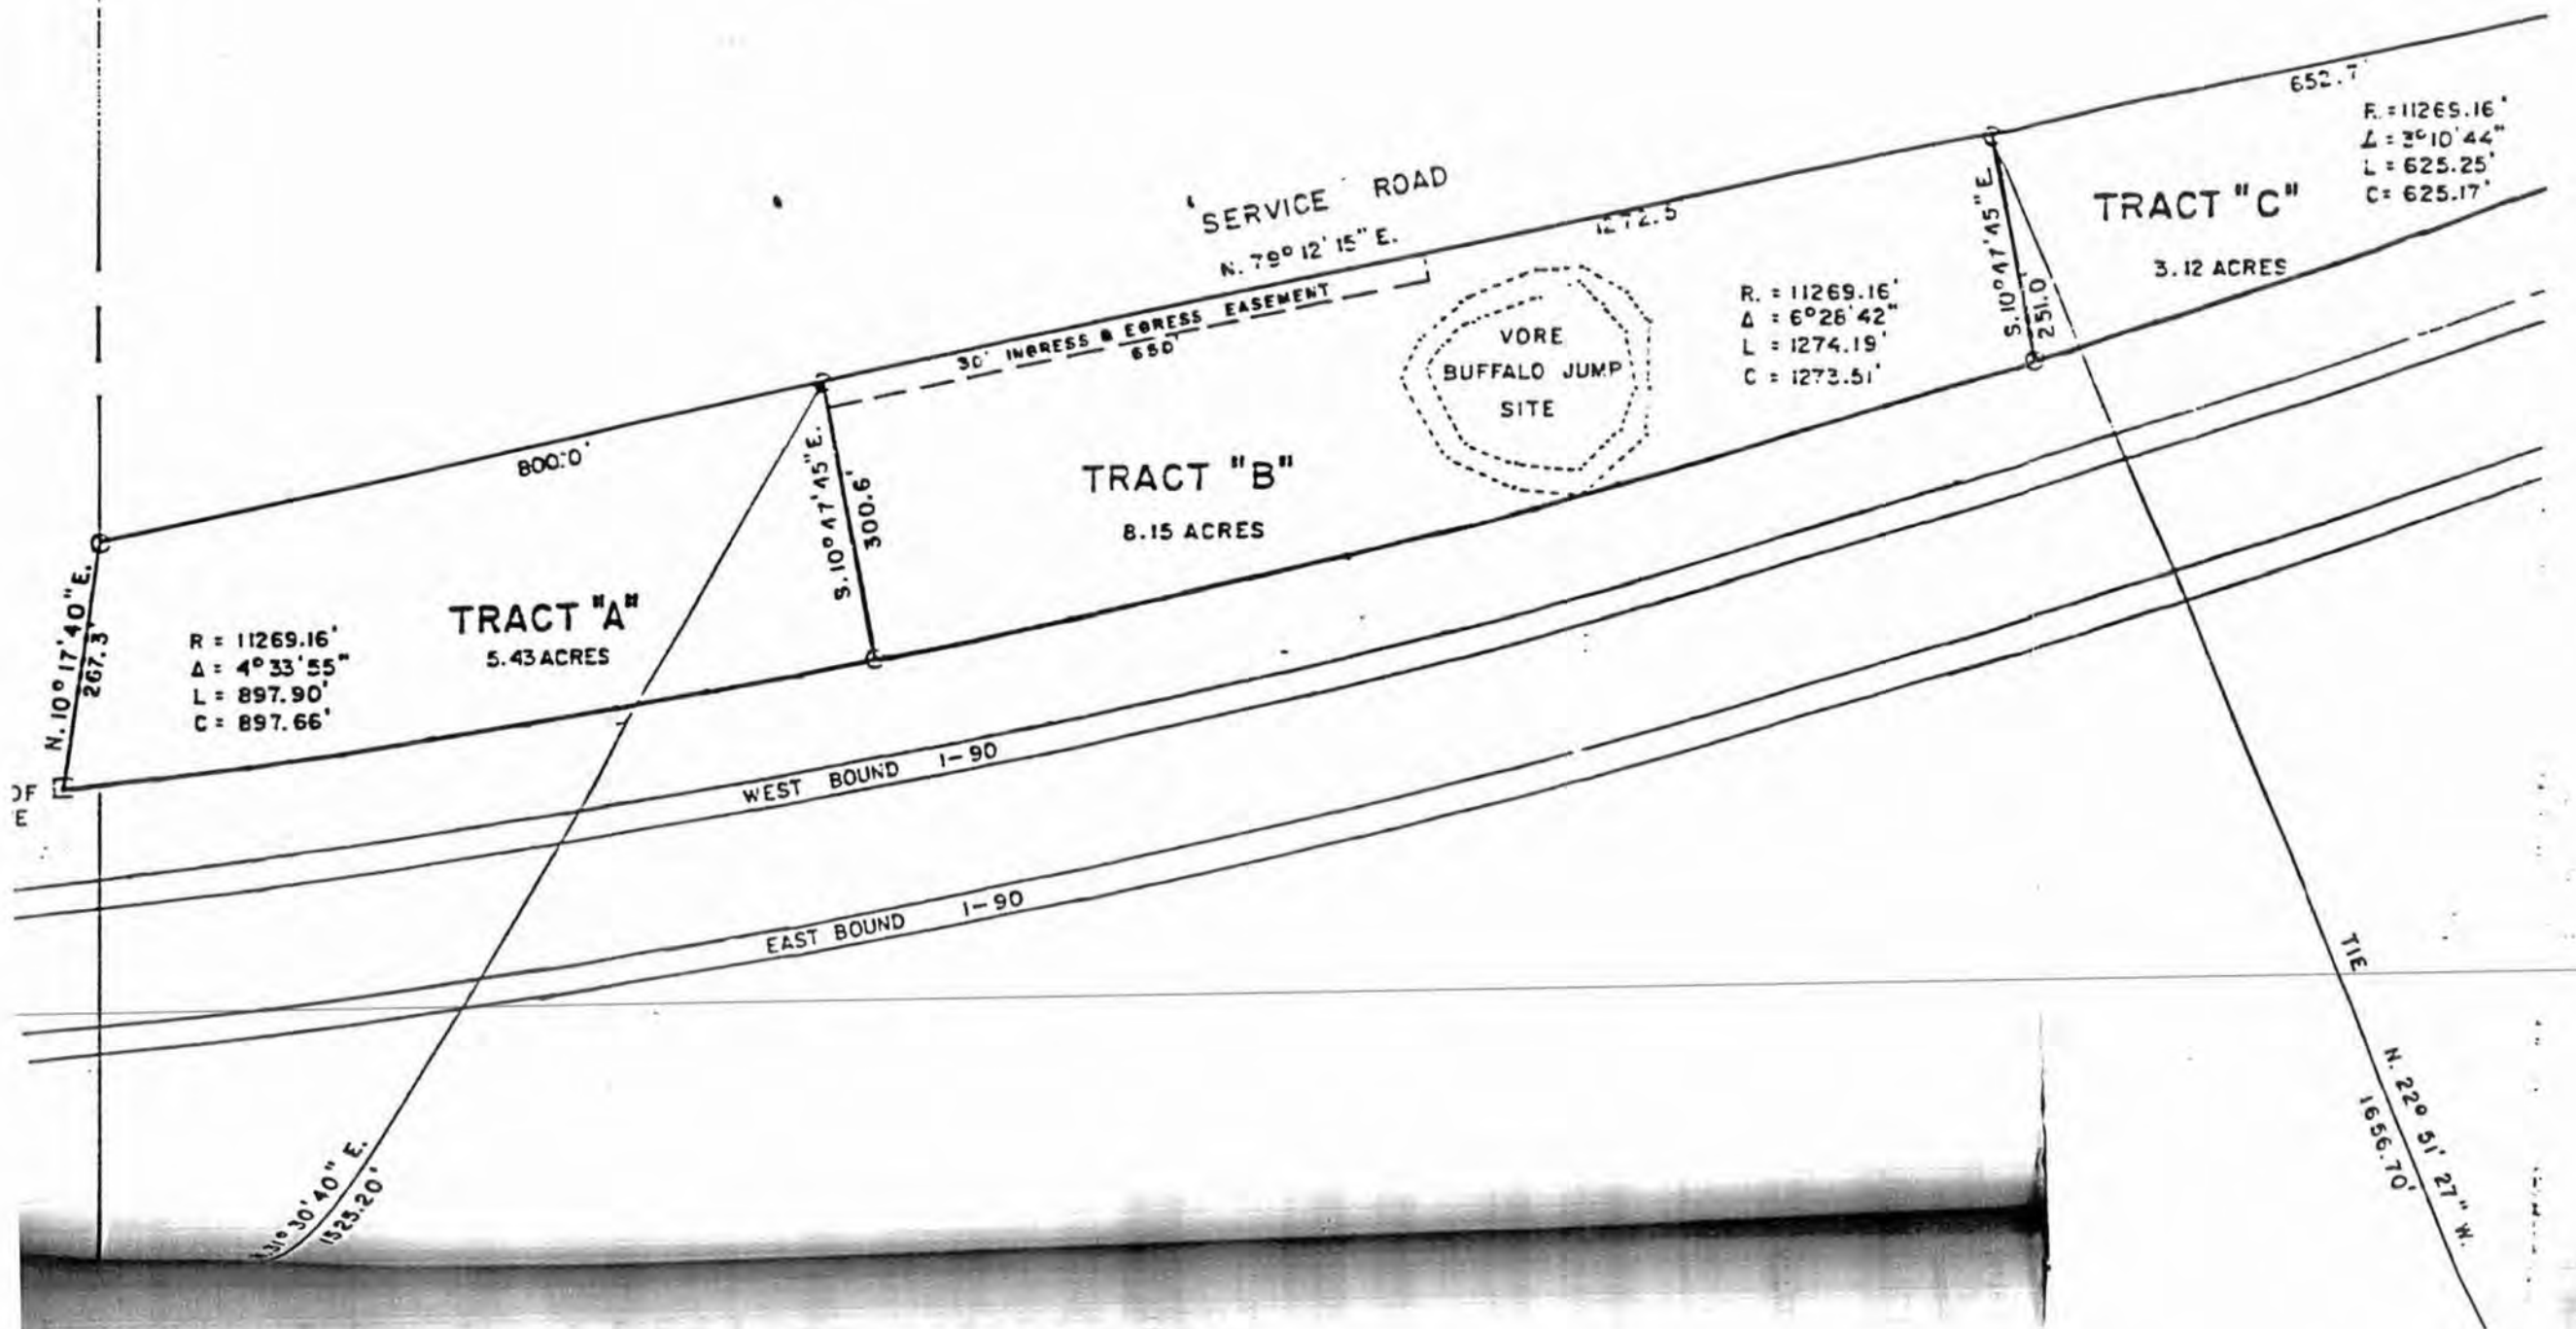 652.7'
R. = 11269.16'
Δ = 3° 10' 44"
L = 625.25'
C = 625.17'
TRACT "C"
3.12 ACRES
SERVICE ROAD
N. 79° 12' 15" E.
1272.5'
30' INGRESS & EGRESS EASEMENT
650'
S. 10° 47' 45" E.
251.0'
R. = 11269.16'
Δ = 6° 28' 42"
L = 1274.19'
C = 1273.51'
VORE
BUFFALO JUMP
SITE
TRACT "B"
8.15 ACRES
800.0'
S. 10° 47' 45" E.
300.6'
N. 10° 17' 40" E.
267.3'
TRACT "A"
5.43 ACRES
R = 11269.16'
Δ = 4° 33' 55"
L = 897.90'
C = 897.66'
OF
E
WEST BOUND I-90
EAST BOUND I-90
TIE
N. 22° 51' 27" W.
1656.70'
31° 30' 40" E.
1525.20'